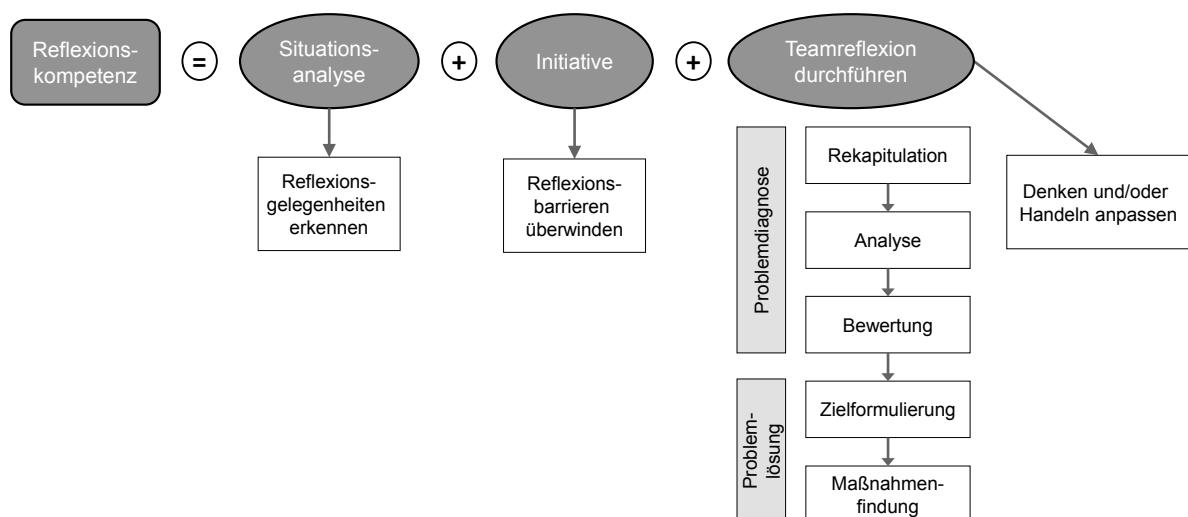 Reflexions-
kompetenz
=
Situations-
analyse
+
Initiative
+
Teamreflexion
durchführen
Reflexions-
gelegenheiten
erkennen
Reflexions-
barrieren
überwinden
Problemdiagnose
Rekapitulation
Analyse
Bewertung
Problem-
lösung
Zielformulierung
Maßnahmen-
findung
Denken und/oder
Handeln anpassen